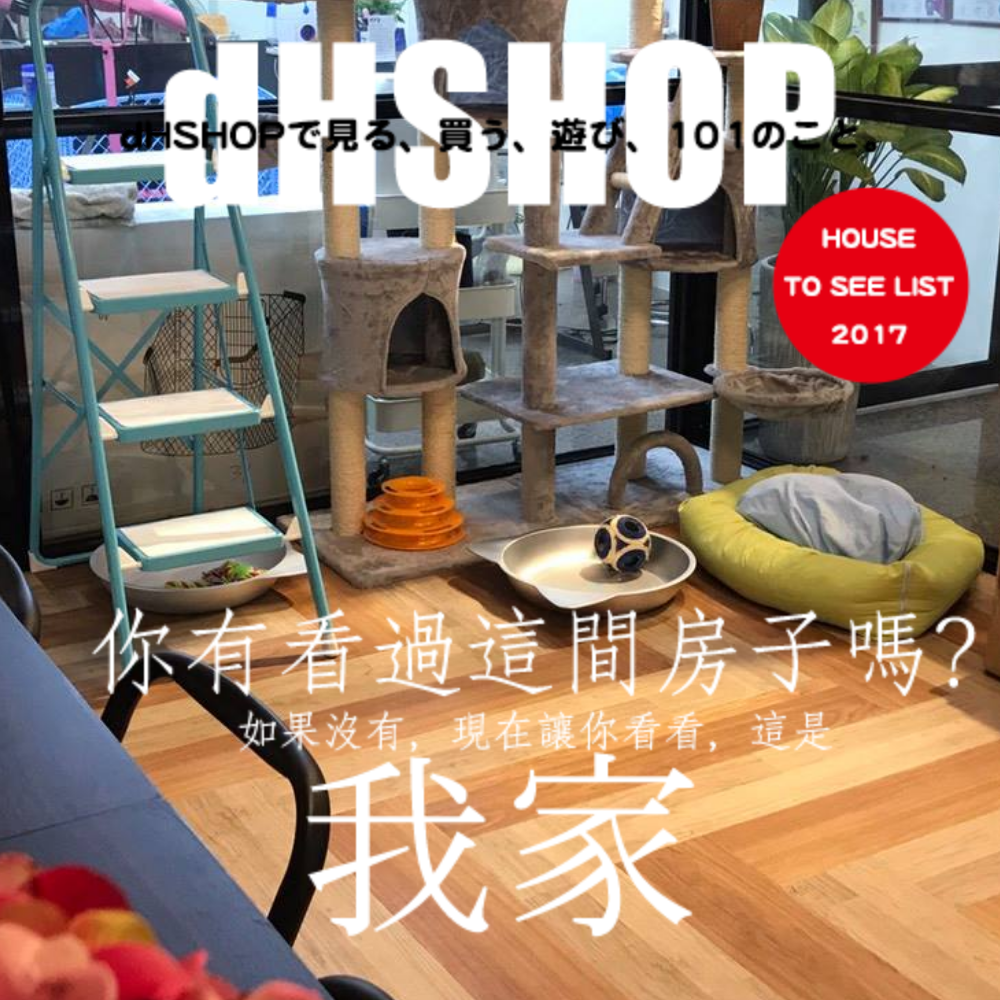 dHSHOP
dHSHOPで見る、買う、遊び、101のこと。
HOUSE
TO SEE LIST
2017
你有看過這間房子嗎?
如果沒有, 現在讓你看看, 這是
我家